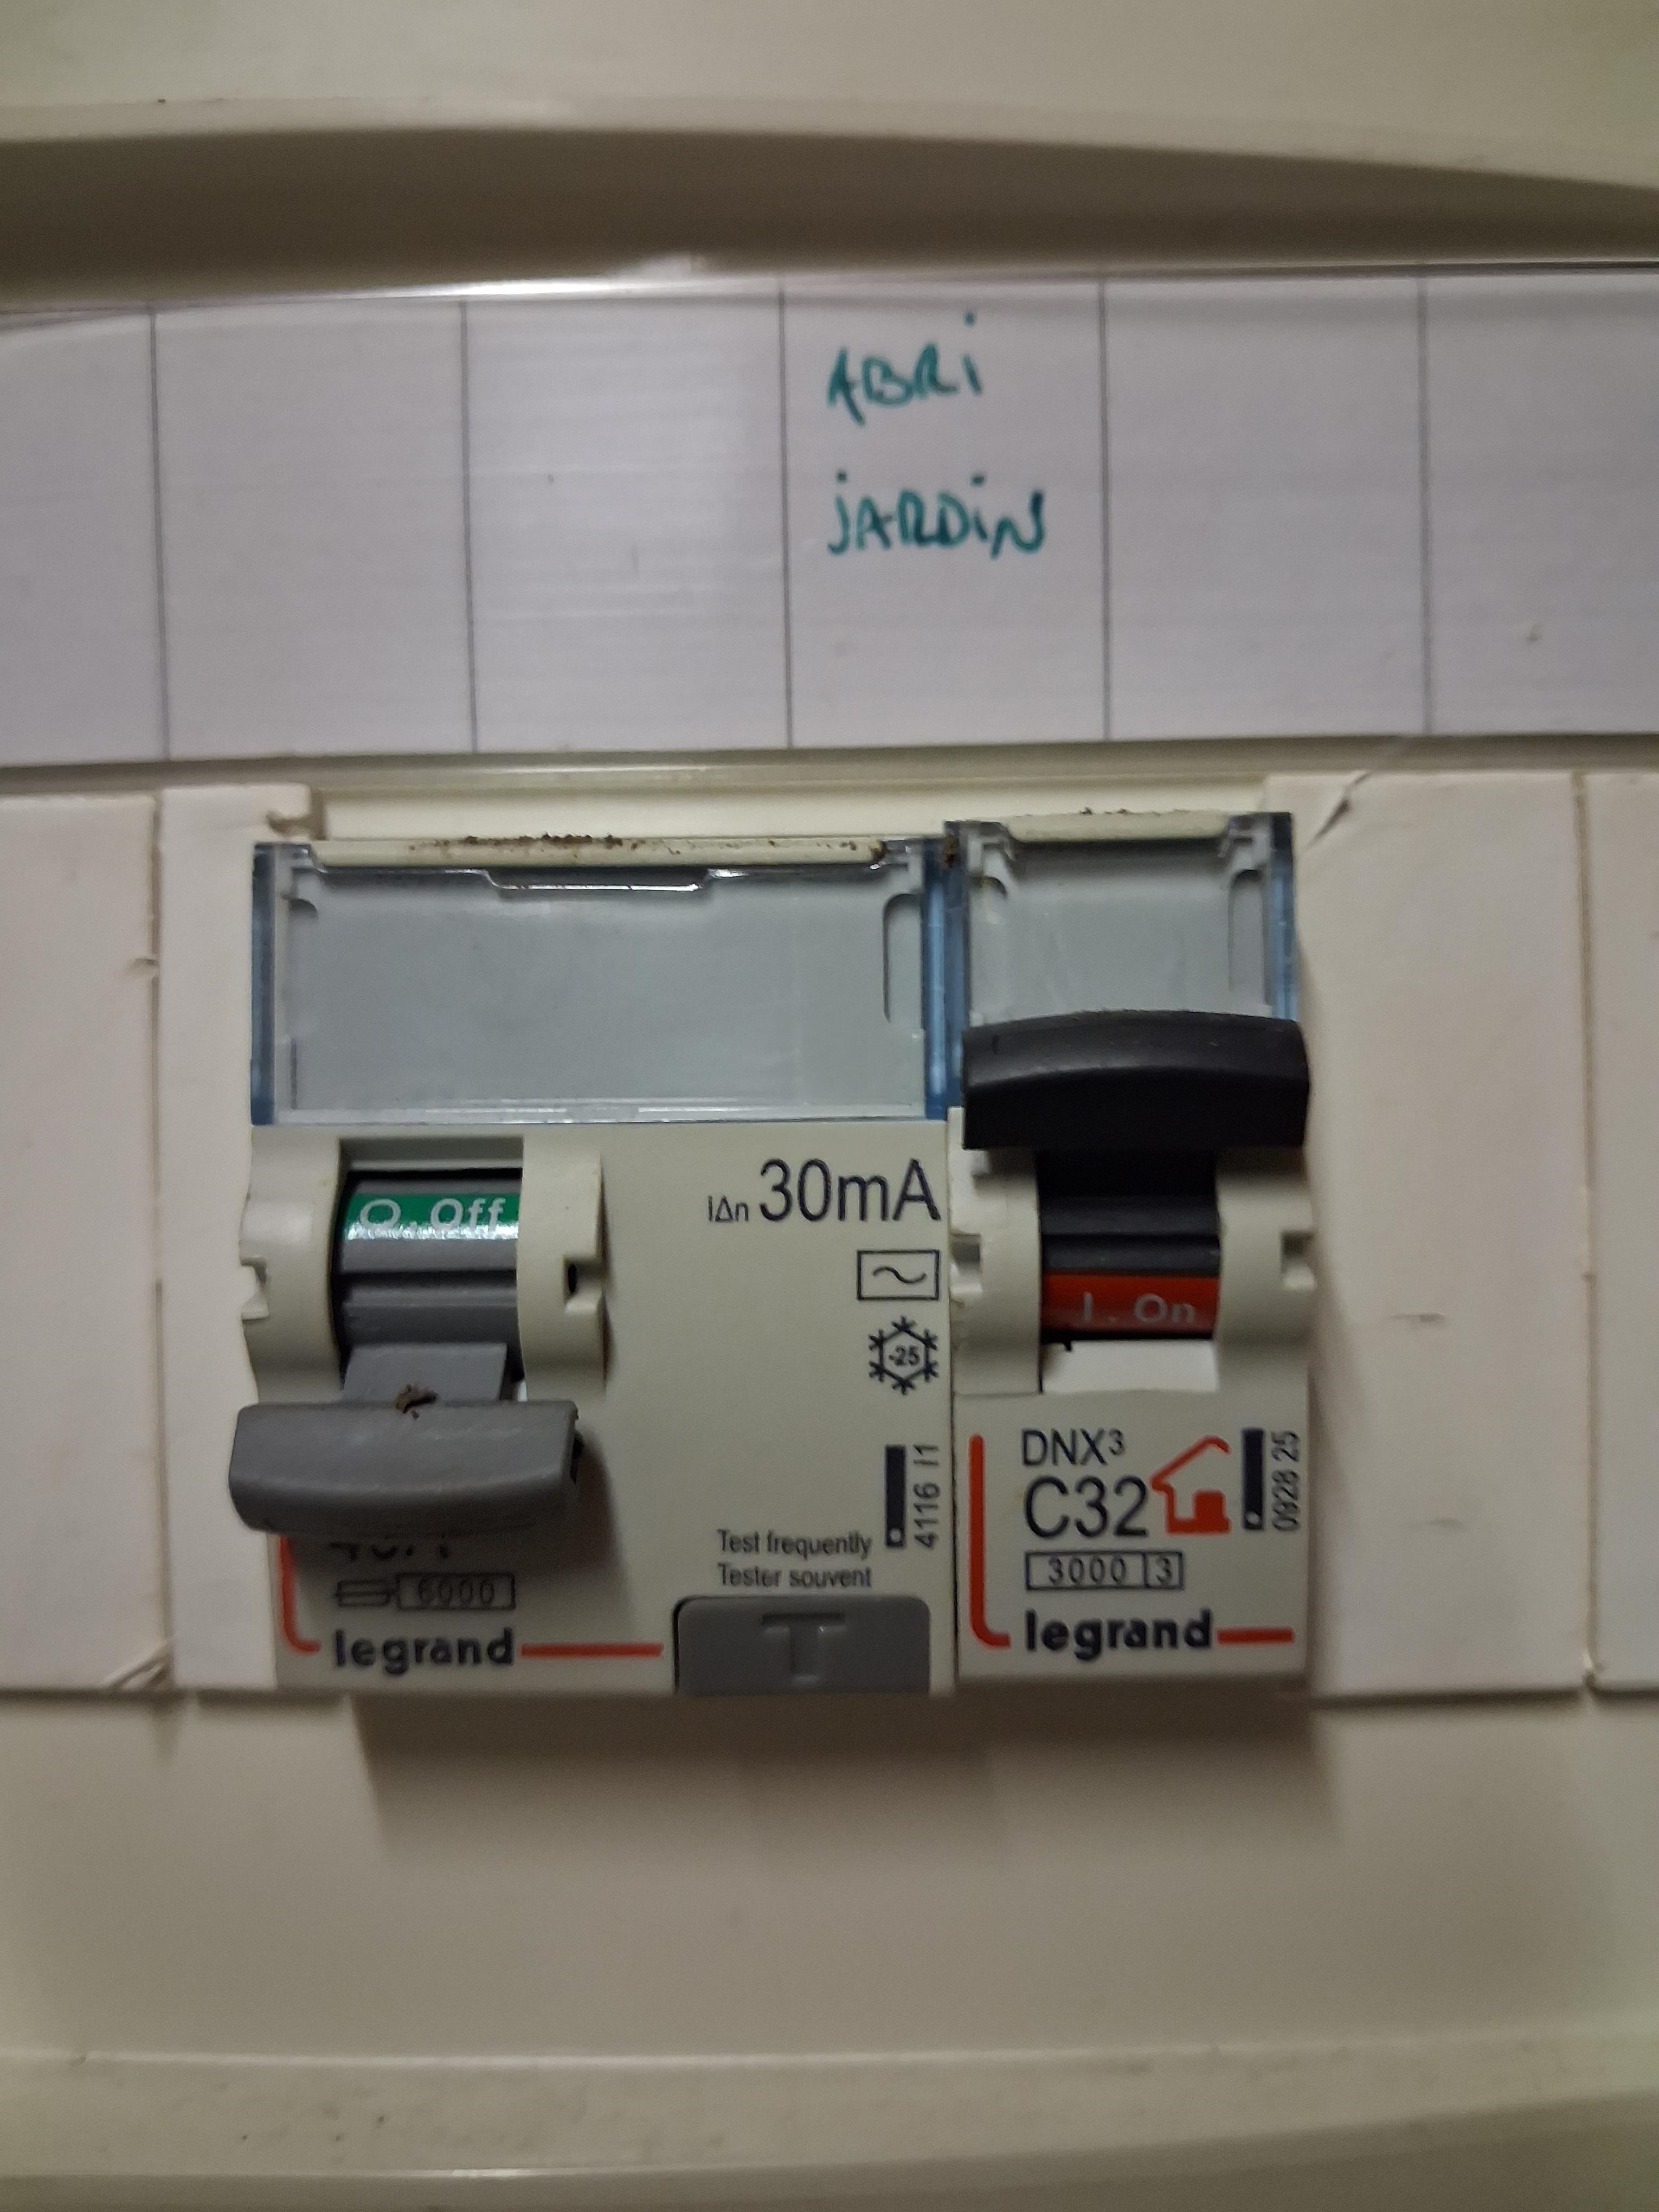 ABRi
jARDiN
O.Off
IΔn 30mA
-25
4116 11
Test frequently
Tester souvent
6000
legrand
T
I.On
DNX³
C32
0928 25
3000 3
legrand